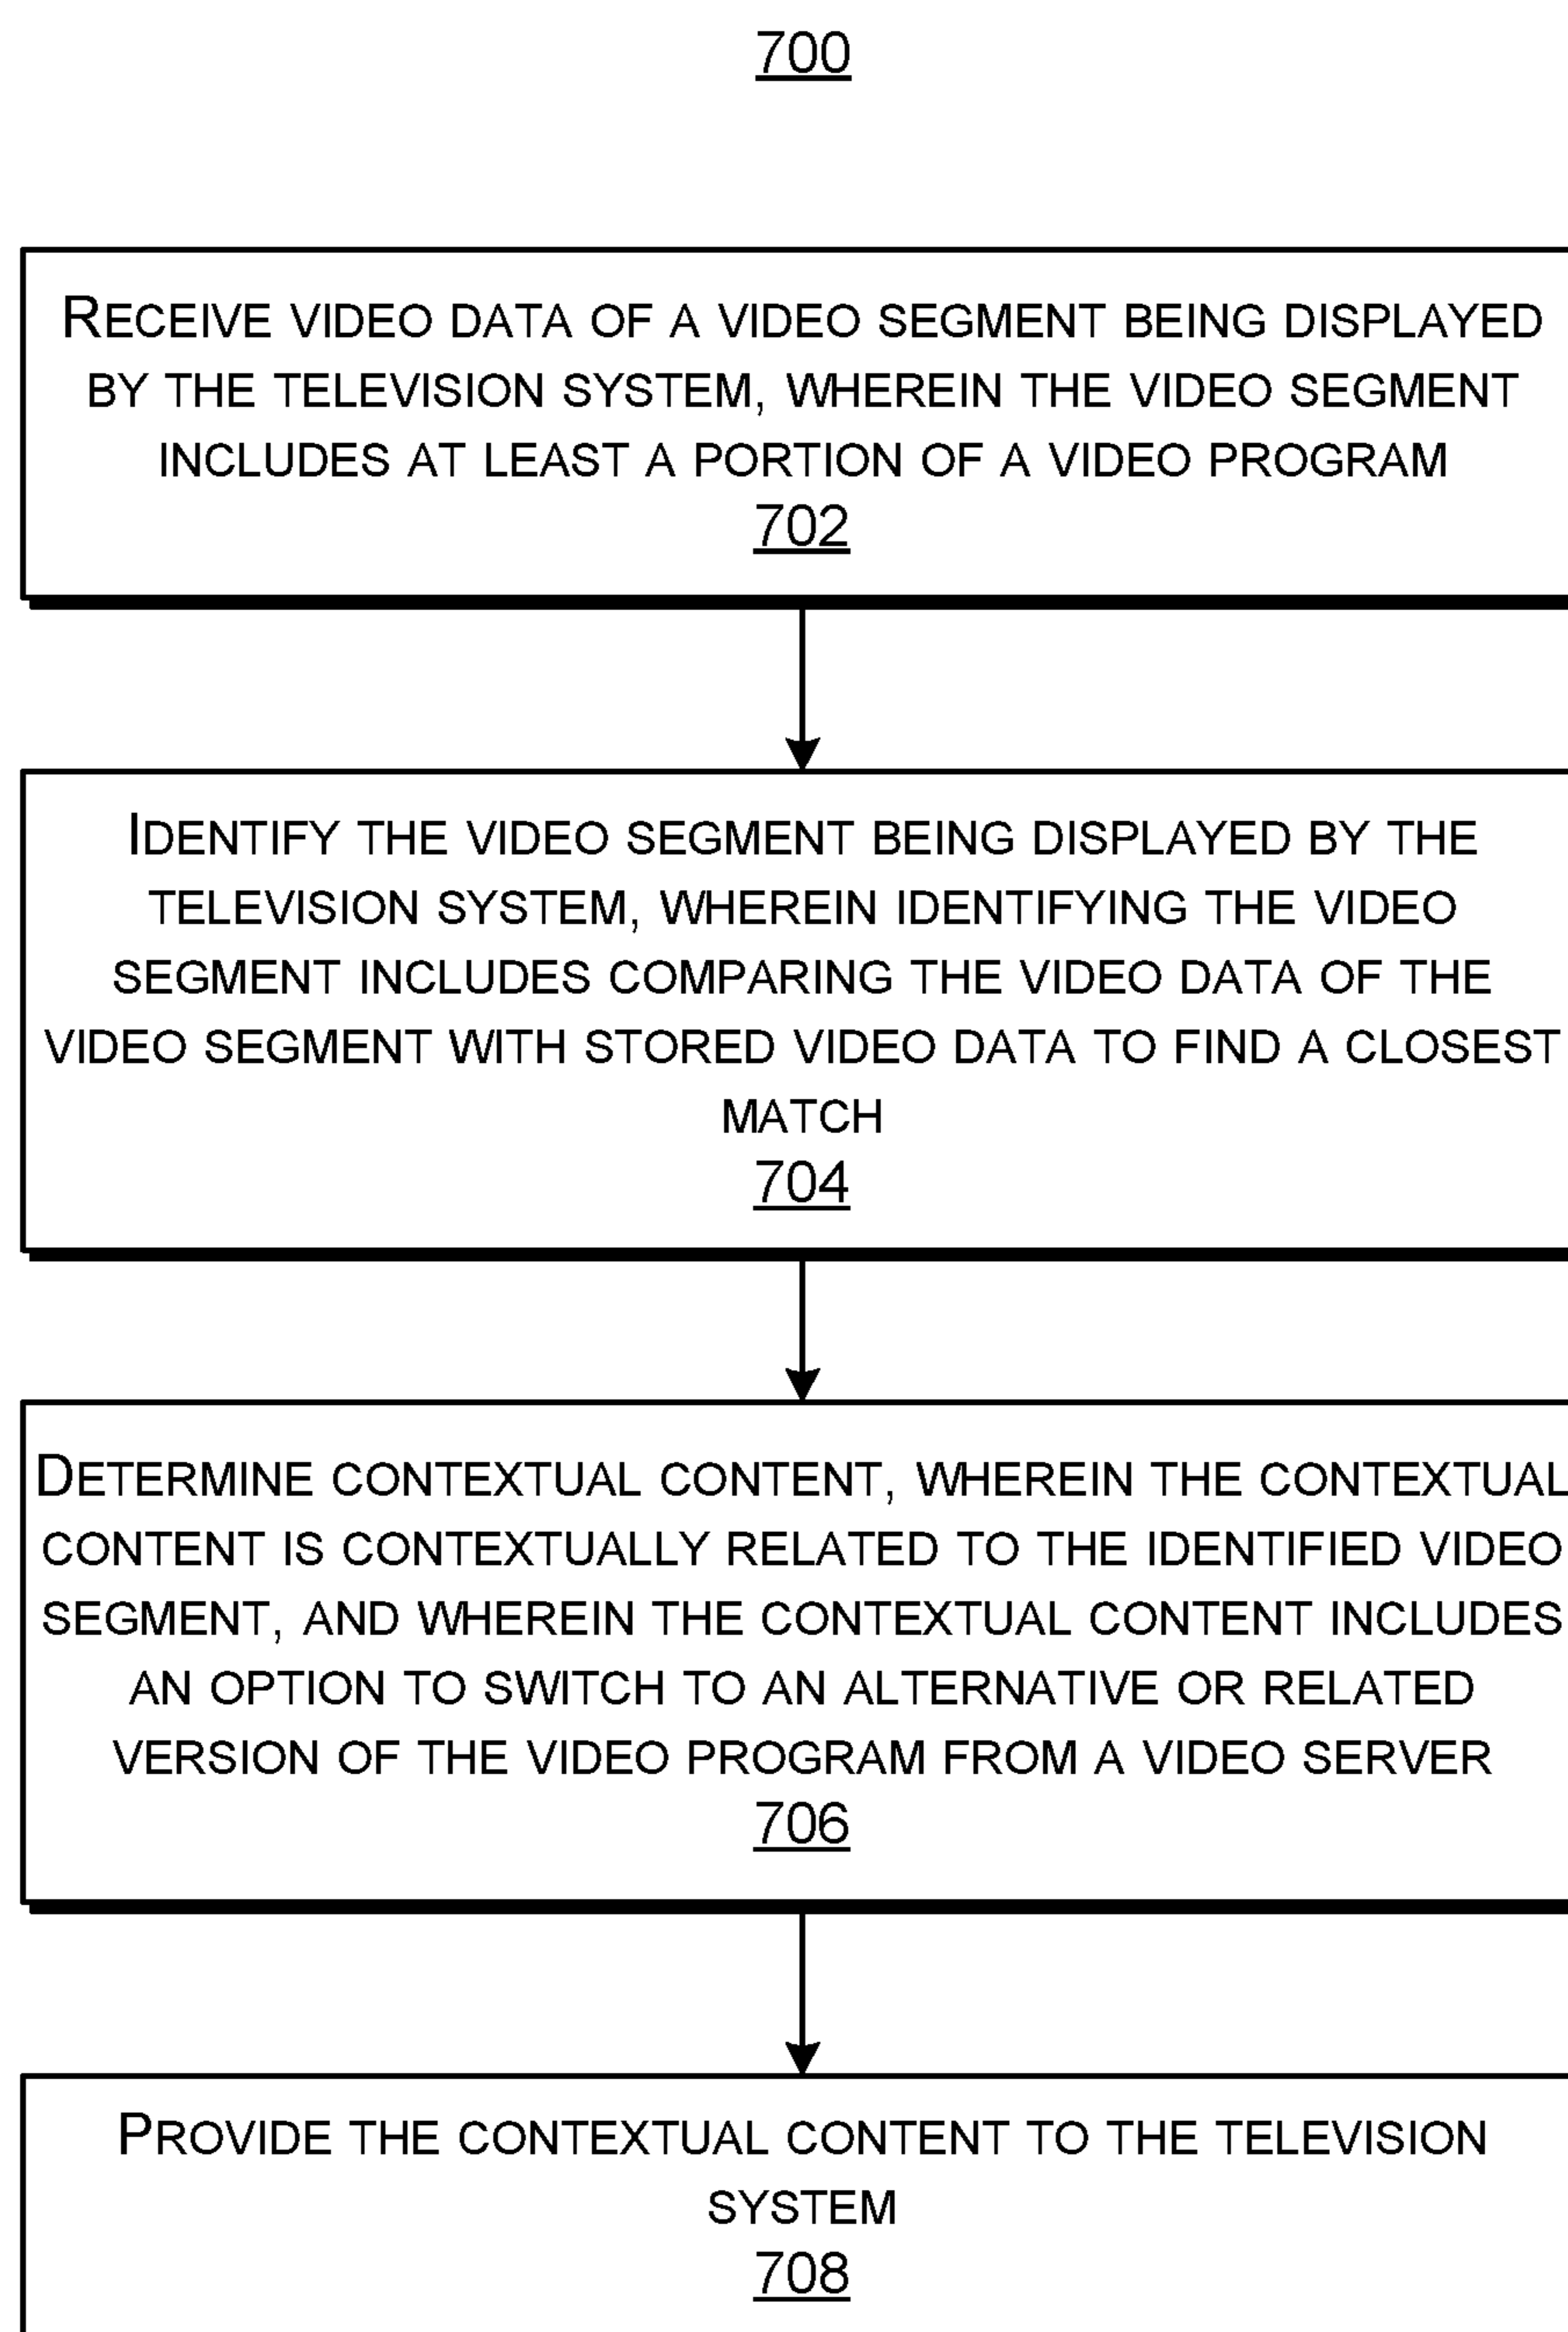 700
RECEIVE VIDEO DATA OF A VIDEO SEGMENT BEING DISPLAYED
BY THE TELEVISION SYSTEM, WHEREIN THE VIDEO SEGMENT
INCLUDES AT LEAST A PORTION OF A VIDEO PROGRAM
702
IDENTIFY THE VIDEO SEGMENT BEING DISPLAYED BY THE
TELEVISION SYSTEM, WHEREIN IDENTIFYING THE VIDEO
SEGMENT INCLUDES COMPARING THE VIDEO DATA OF THE
VIDEO SEGMENT WITH STORED VIDEO DATA TO FIND A CLOSEST
MATCH
704
DETERMINE CONTEXTUAL CONTENT, WHEREIN THE CONTEXTUAL
CONTENT IS CONTEXTUALLY RELATED TO THE IDENTIFIED VIDEO
SEGMENT, AND WHEREIN THE CONTEXTUAL CONTENT INCLUDES
AN OPTION TO SWITCH TO AN ALTERNATIVE OR RELATED
VERSION OF THE VIDEO PROGRAM FROM A VIDEO SERVER
706
PROVIDE THE CONTEXTUAL CONTENT TO THE TELEVISION
SYSTEM
708